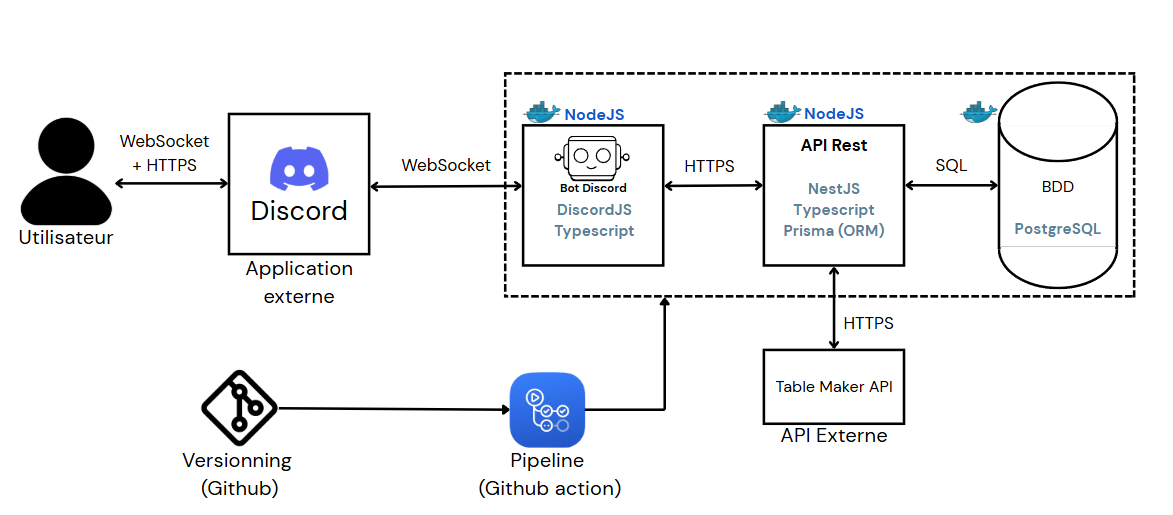 WebSocket
+ HTTPS
Utilisateur
Discord
Application
externe
WebSocket
NodeJS
Bot Discord
DiscordJS
Typescript
HTTPS
NodeJS
API Rest
NestJS
Typescript
Prisma (ORM)
SQL
BDD
PostgreSQL
HTTPS
Table Maker API
API Externe
Versionning
(Github)
Pipeline
(Github action)